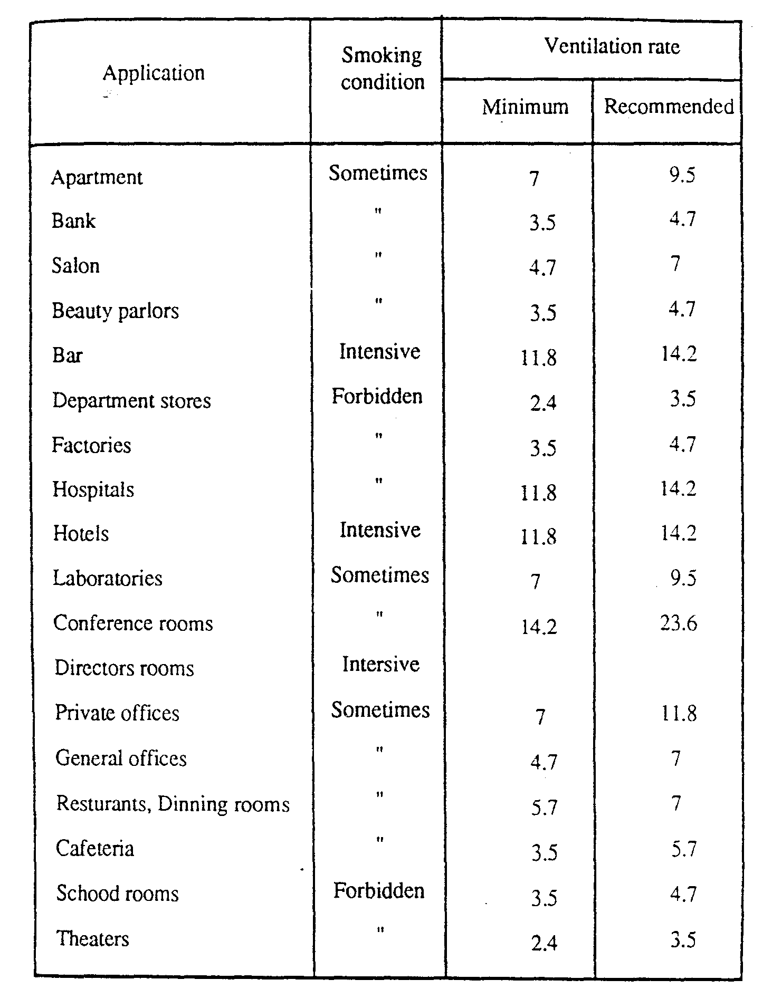 Application
Smoking
condition
Ventilation rate
Minimum Recommended
Apartment Sometimes 7 9.5
Bank " 3.5 4.7
Salon " 4.7 7
Beauty parlors " 3.5 4.7
Bar Intensive 11.8 14.2
Department stores Forbidden 2.4 3.5
Factories " 3.5 4.7
Hospitals " 11.8 14.2
Hotels Intensive 11.8 14.2
Laboratories Sometimes 7 9.5
Conference rooms " 14.2 23.6
Directors rooms Intersive
Private offices Sometimes 7 11.8
General offices " 4.7 7
Resturants, Dinning rooms " 5.7 7
Cafeteria " 3.5 5.7
Schood rooms Forbidden 3.5 4.7
Theaters " 2.4 3.5